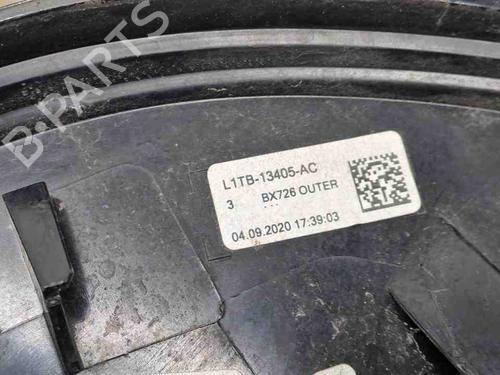 B-PARTS
L1TB-13405-AC
3 BX726 OUTER
04.09.2020 17:39:03